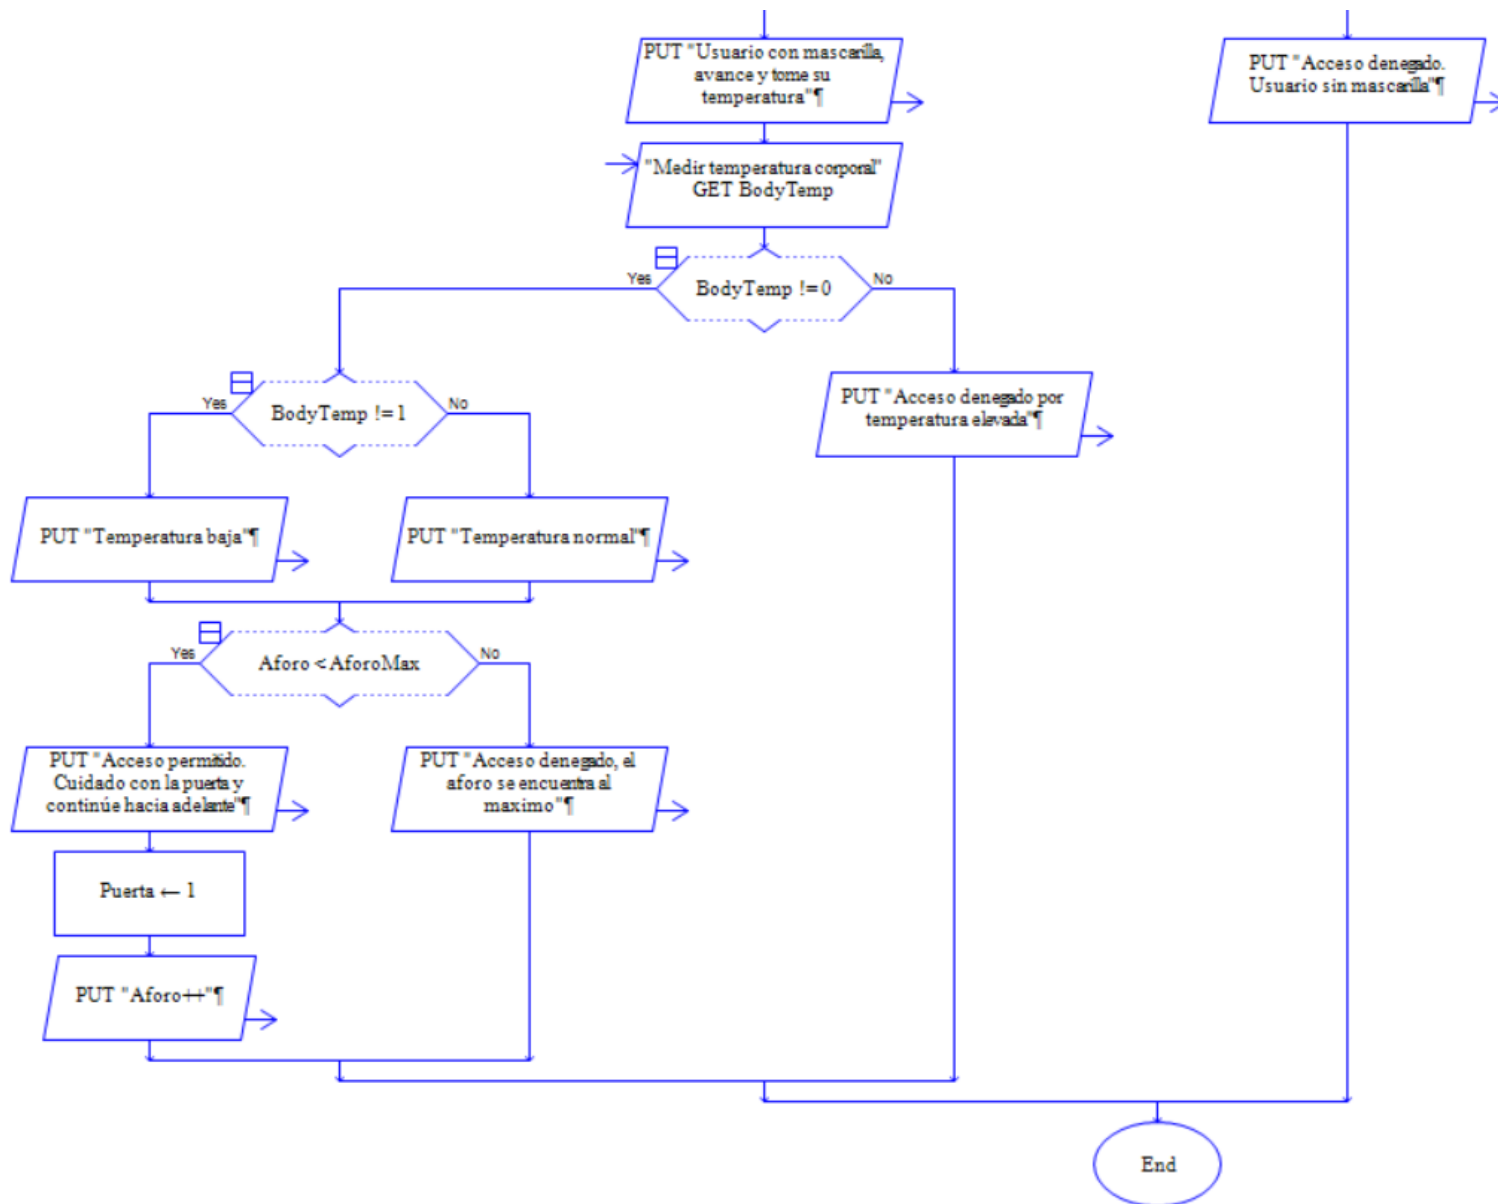 PUT "Usuario con mascarilla,
avance y tome su
temperatura"¶
PUT "Acceso denegado.
Usuario sin mascarilla"¶
"Medir temperatura corporal"
GET BodyTemp
Yes
BodyTemp != 0
No
Yes
BodyTemp != 1
No
PUT "Acceso denegado por
temperatura elevada"¶
PUT "Temperatura baja"¶
PUT "Temperatura normal"¶
Yes
Aforo < AforoMax
No
PUT "Acceso permitido.
Cuidado con la puerta y
continúe hacia adelante"¶
PUT "Acceso denegado, el
aforo se encuentra al
maximo"¶
Puerta ← 1
PUT "Aforo++"¶
End